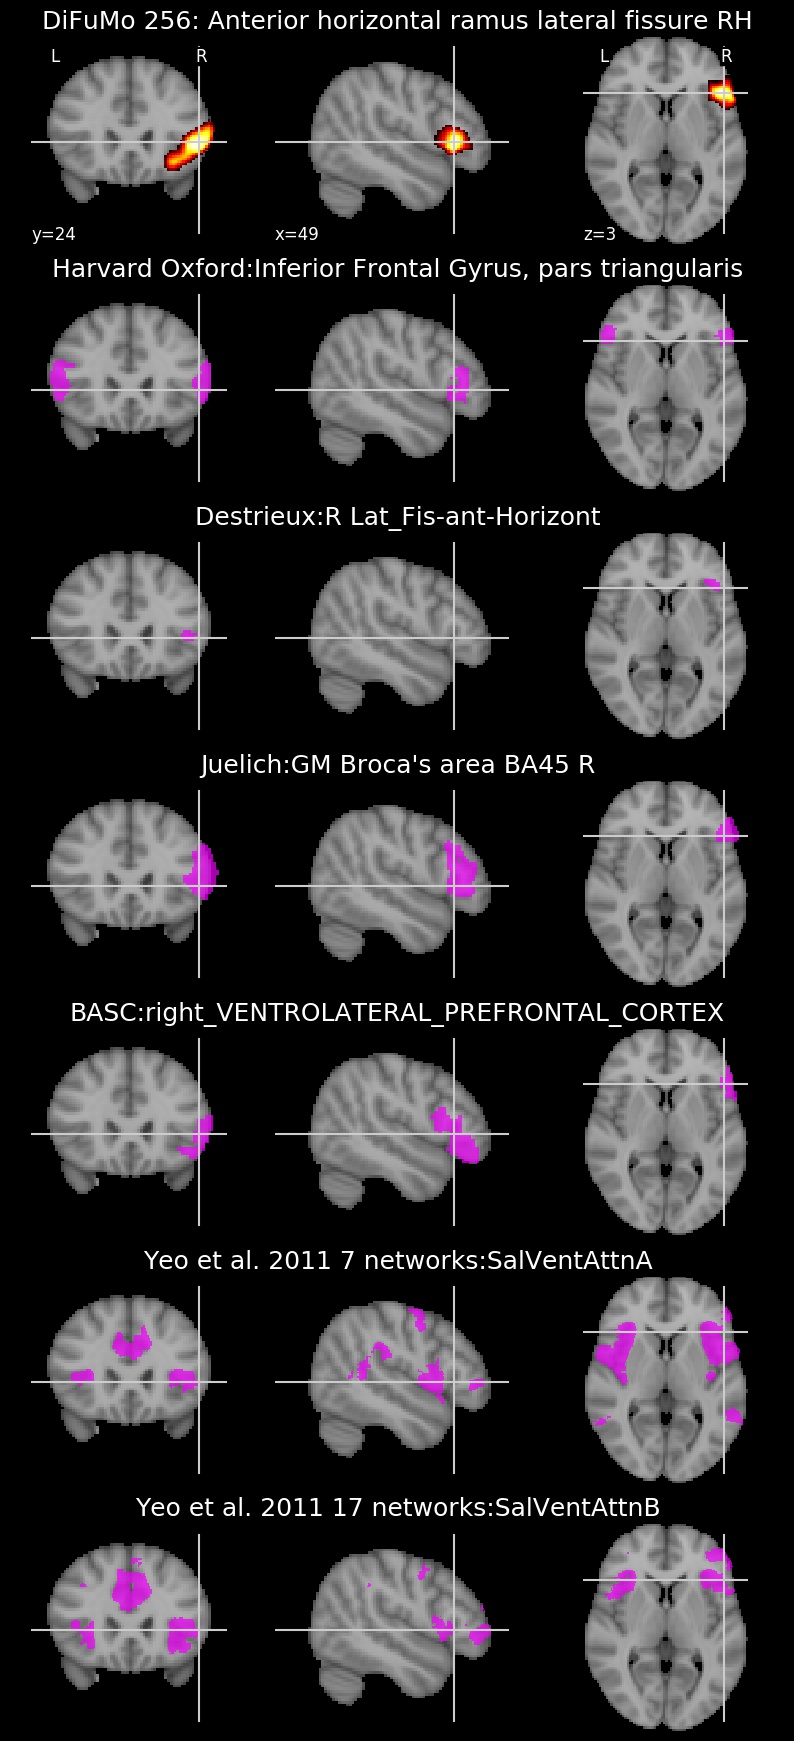 DiFuMo 256: Anterior horizontal ramus lateral fissure RH
L R L R
y=24 x=49 z=3
Harvard Oxford:Inferior Frontal Gyrus, pars triangularis
Destrieux:R Lat_Fis-ant-Horizont
Juelich:GM Broca's area BA45 R
BASC:right_VENTROLATERAL_PREFRONTAL_CORTEX
Yeo et al. 2011 7 networks:SalVentAttnA
Yeo et al. 2011 17 networks:SalVentAttnB